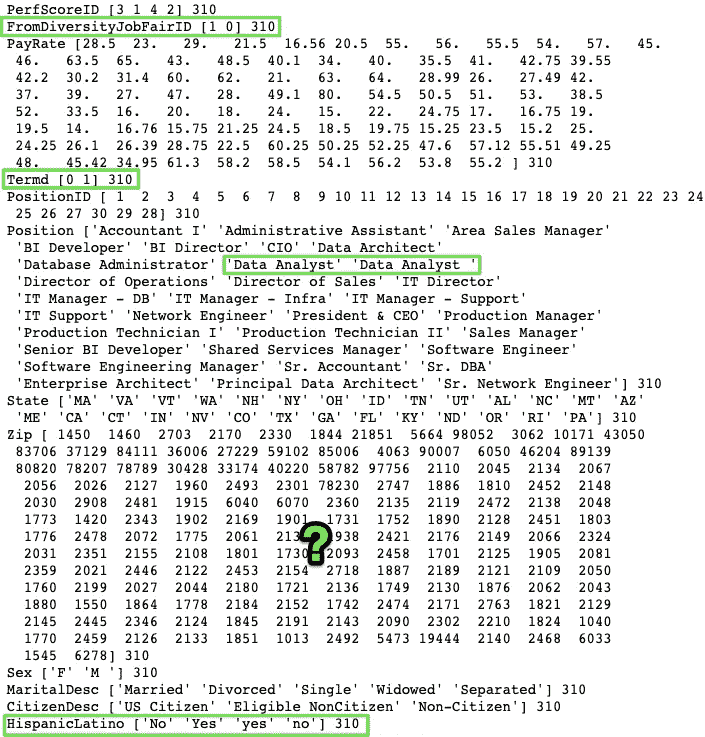 PerfScoreID [3 1 4 2] 310
FromDiversityJobFairID [1 0] 310
PayRate [28.5 23. 29. 21.5 16.56 20.5 55. 56. 55.5 54. 57. 45.
46. 63.5 65. 43. 48.5 40.1 34. 40. 35.5 41. 42.75 39.55
42.2 30.2 31.4 60. 62. 21. 63. 64. 28.99 26. 27.49 42.
37. 39. 27. 47. 28. 49.1 80. 54.5 50.5 51. 53. 38.5
52. 33.5 16. 20. 18. 24. 15. 22. 24.75 17. 16.75 19.
19.5 14. 16.76 15.75 21.25 24.5 18.5 19.75 15.25 23.5 15.2 25.
24.25 26.1 26.39 28.75 22.5 60.25 50.25 52.25 47.6 57.12 55.51 49.25
48. 45.42 34.95 61.3 58.2 58.5 54.1 56.2 53.8 55.2 ] 310
Termd [0 1] 310
PositionID [ 1 2 3 4 5 6 7 8 9 10 11 12 13 14 15 16 17 18 19 20 21 22 23 24
25 26 27 30 29 28] 310
Position ['Accountant I' 'Administrative Assistant' 'Area Sales Manager'
'BI Developer' 'BI Director' 'CIO' 'Data Architect'
'Database Administrator' 'Data Analyst' 'Data Analyst '
'Director of Operations' 'Director of Sales' 'IT Director'
'IT Manager - DB' 'IT Manager - Infra' 'IT Manager - Support'
'IT Support' 'Network Engineer' 'President & CEO' 'Production Manager'
'Production Technician I' 'Production Technician II' 'Sales Manager'
'Senior BI Developer' 'Shared Services Manager' 'Software Engineer'
'Software Engineering Manager' 'Sr. Accountant' 'Sr. DBA'
'Enterprise Architect' 'Principal Data Architect' 'Sr. Network Engineer'] 310
State ['MA' 'VA' 'VT' 'WA' 'NH' 'NY' 'OH' 'ID' 'TN' 'UT' 'AL' 'NC' 'MT' 'AZ'
'ME' 'CA' 'CT' 'IN' 'NV' 'CO' 'TX' 'GA' 'FL' 'KY' 'ND' 'OR' 'RI' 'PA'] 310
Zip [ 1450 1460 2703 2170 2330 1844 21851 5664 98052 3062 10171 43050
83706 37129 84111 36006 27229 59102 85006 4063 90007 6050 46204 89139
80820 78207 78789 30428 33174 40220 58782 97756 2110 2045 2134 2067
2056 2026 2127 1960 2493 2301 78230 2747 1886 1810 2452 2148
2030 2908 2481 1915 6040 6070 2360 2135 2119 2472 2138 2048
1773 1420 2343 1902 2169 1901 1731 1752 1890 2128 2451 1803
1776 2478 2072 1775 2061 2421 2176 2149 2066 2324
2031 2351 2155 2108 1801 2093 2458 1701 2125 1905 2081
2359 2021 2446 2122 2453 2154 2718 1887 2189 2121 2109 2050
1760 2199 2027 2044 2180 1721 2136 1749 2130 1876 2062 2043
1880 1550 1864 1778 2184 2152 1742 2474 2171 2763 1821 2129
2145 2445 2346 2124 1845 2191 2143 2090 2302 2210 1824 1040
1770 2459 2126 2133 1851 1013 2492 5473 19444 2140 2468 6033
1545 6278] 310
Sex ['F' 'M '] 310
MaritalDesc ['Married' 'Divorced' 'Single' 'Widowed' 'Separated'] 310
CitizenDesc ['US Citizen' 'Eligible NonCitizen' 'Non-Citizen'] 310
HispanicLatino ['No' 'Yes' 'yes' 'no'] 310
?